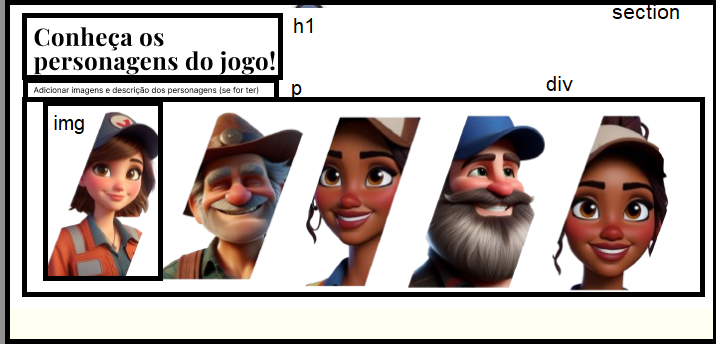 section
h1
Conheça os
personagens do jogo!
Adicionar imagens e descrição dos personagens (se for ter)
p
div
img